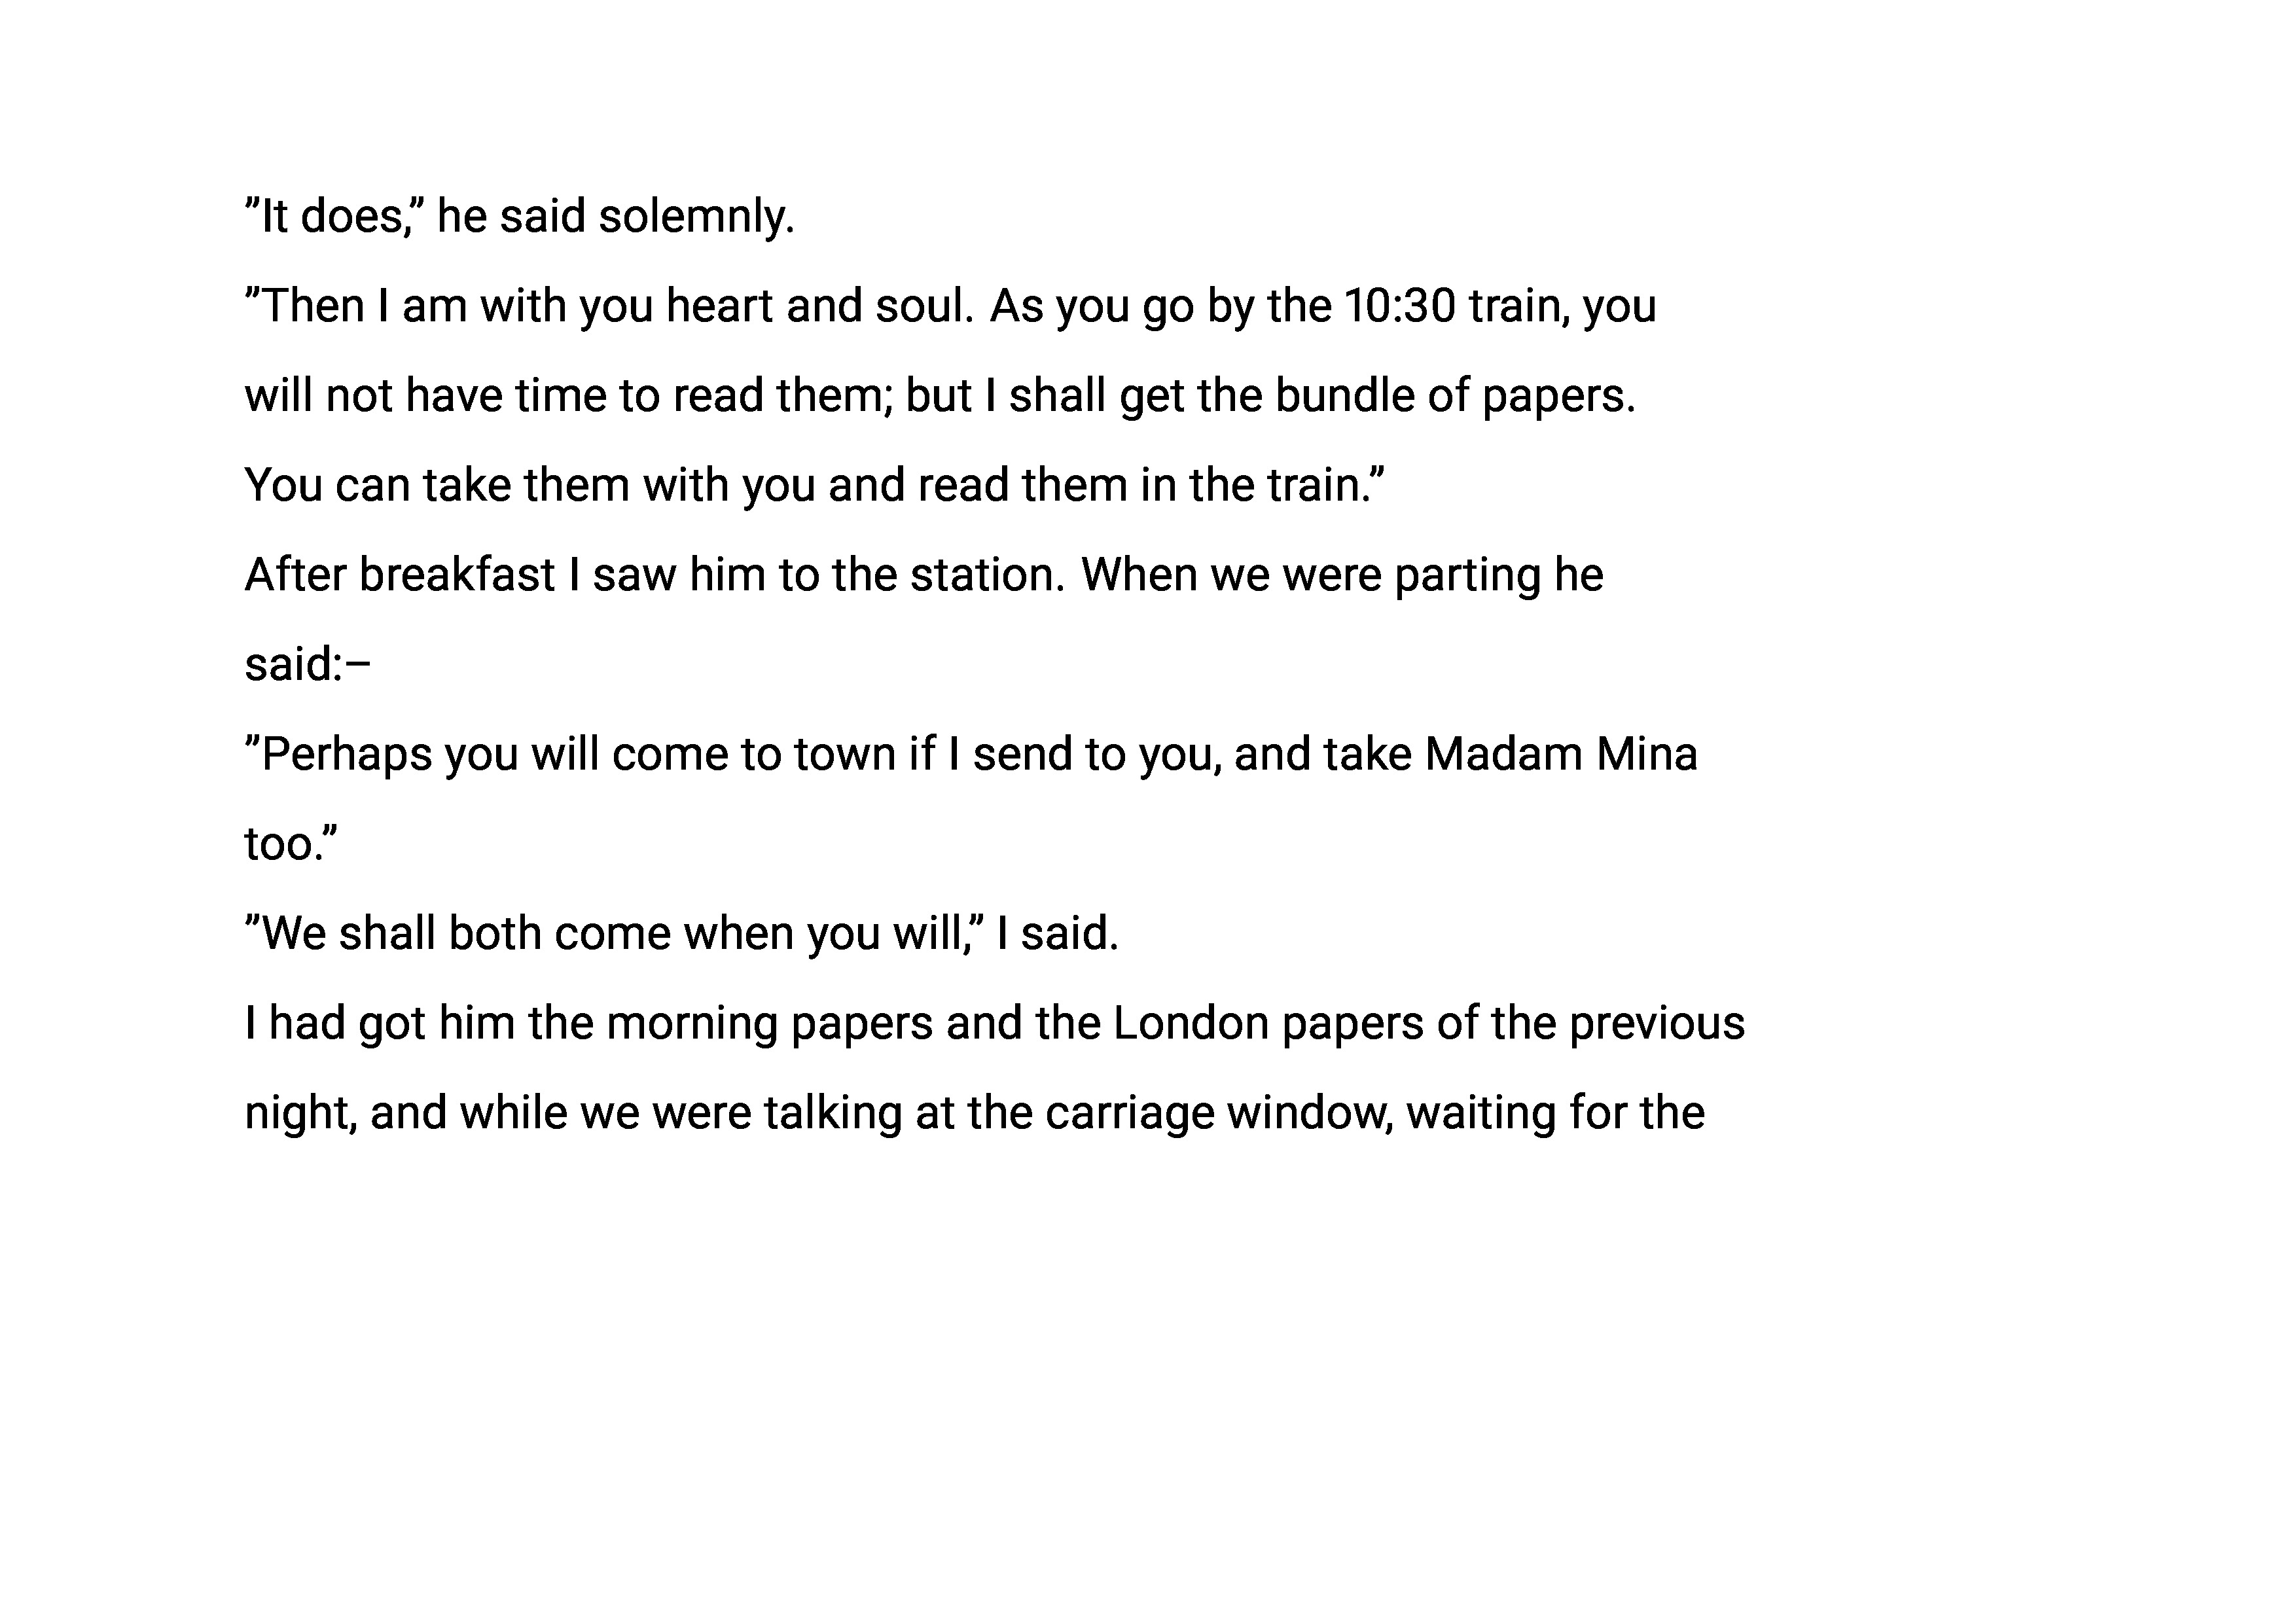 ”It does,” he said solemnly.
”Then I am with you heart and soul. As you go by the 10:30 train, you
will not have time to read them; but I shall get the bundle of papers.
You can take them with you and read them in the train.”
After breakfast I saw him to the station. When we were parting he
said:–
”Perhaps you will come to town if I send to you, and take Madam Mina
too.”
”We shall both come when you will,” I said.
I had got him the morning papers and the London papers of the previous
night, and while we were talking at the carriage window, waiting for the